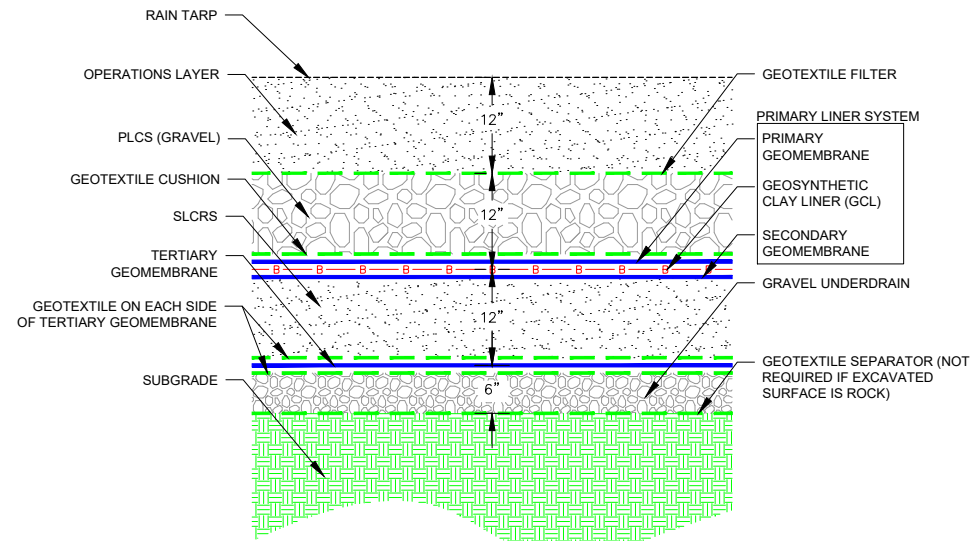 RAIN TARP
OPERATIONS LAYER
PLCS (GRAVEL)
GEOTEXTILE CUSHION
SLCRS
TERTIARY
GEOMEMBRANE
GEOTEXTILE ON EACH SIDE
OF TERTIARY GEOMEMBRANE
SUBGRADE
12"
12"
B B B B B B B B B B B
12"
6"
GEOTEXTILE FILTER
PRIMARY LINER SYSTEM
PRIMARY
GEOMEMBRANE
GEOSYNTHETIC
CLAY LINER (GCL)
SECONDARY
GEOMEMBRANE
GRAVEL UNDERDRAIN
GEOTEXTILE SEPARATOR (NOT
REQUIRED IF EXCAVATED
SURFACE IS ROCK)